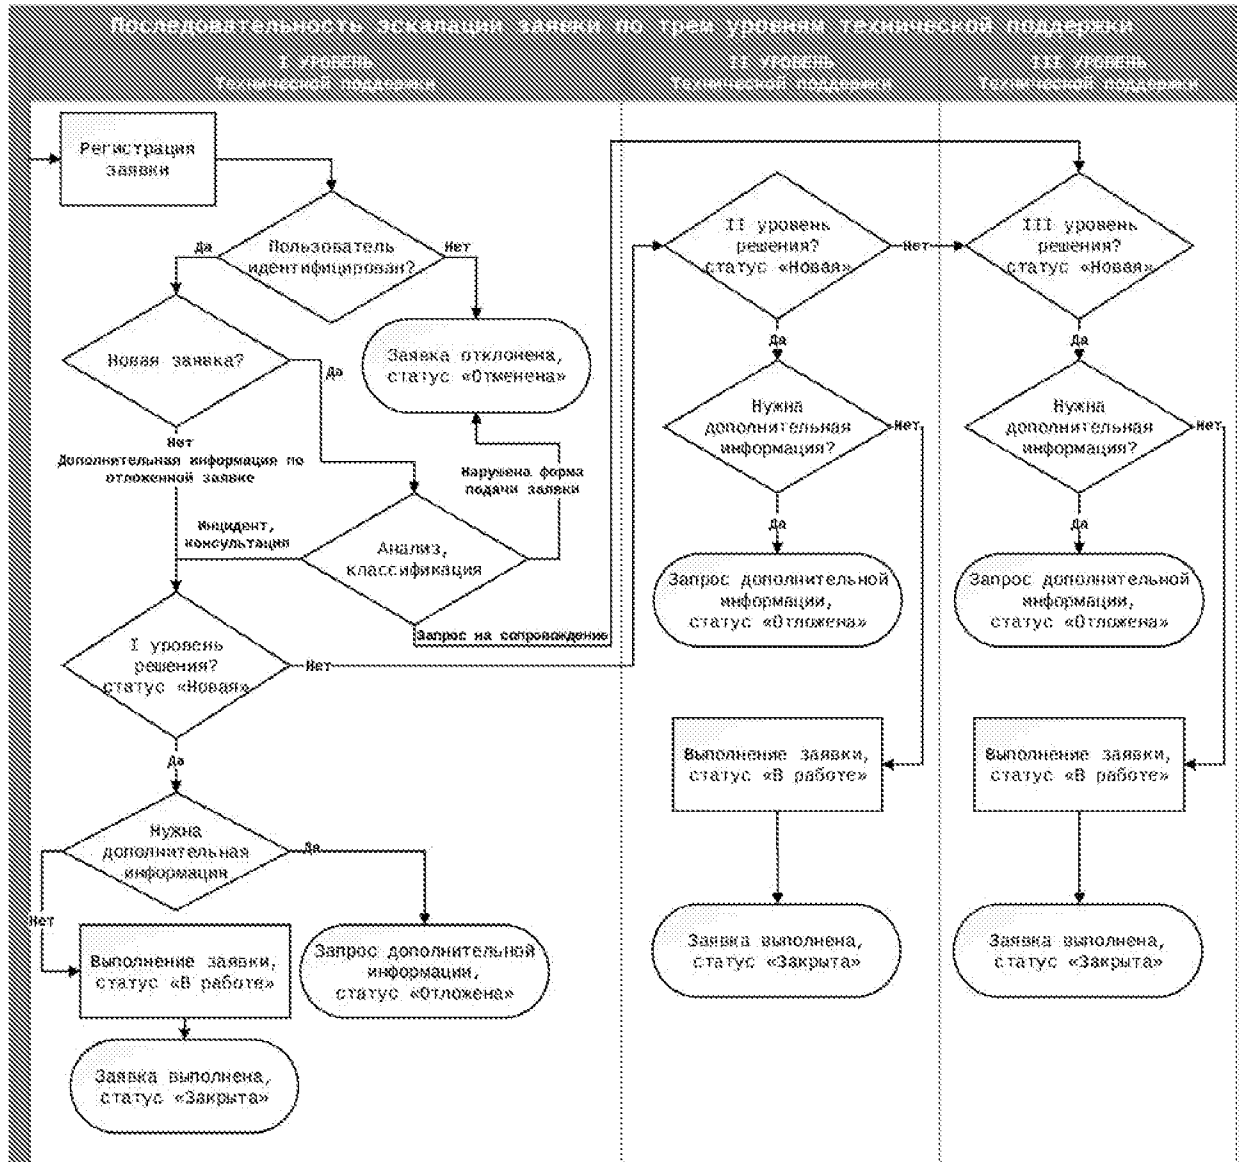 Последовательность эскалации заявки по трем уровням технической поддержки
I УРОВЕНЬ
Технической поддержки
II УРОВЕНЬ
Технической поддержки
III УРОВЕНЬ
Технической поддержки
Регистрация
заявки
Пользователь
идентифицирован?
Да
Нет
Новая заявка?
Да
Заявка отклонена,
статус «Отменена»
Нет
Дополнительная информация по
отложенной заявке
Нарушена форма
подачи заявки
Инцидент,
консультация
Анализ,
классификация
Запрос на сопровождение
I уровень
решения?
статус «Новая»
Нет
Да
Нужна
дополнительная
информация
Да
Нет
Выполнение заявки,
статус «В работе»
Запрос дополнительной
информации,
статус «Отложена»
Заявка выполнена,
статус «Закрыта»
II уровень
решения?
статус «Новая»
Нет
Да
Нужна
дополнительная
информация?
Нет
Да
Запрос дополнительной
информации,
статус «Отложена»
Выполнение заявки,
статус «В работе»
Заявка выполнена,
статус «Закрыта»
III уровень
решения?
статус «Новая»
Да
Нужна
дополнительная
информация?
Нет
Да
Запрос дополнительной
информации,
статус «Отложена»
Выполнение заявки,
статус «В работе»
Заявка выполнена,
статус «Закрыта»